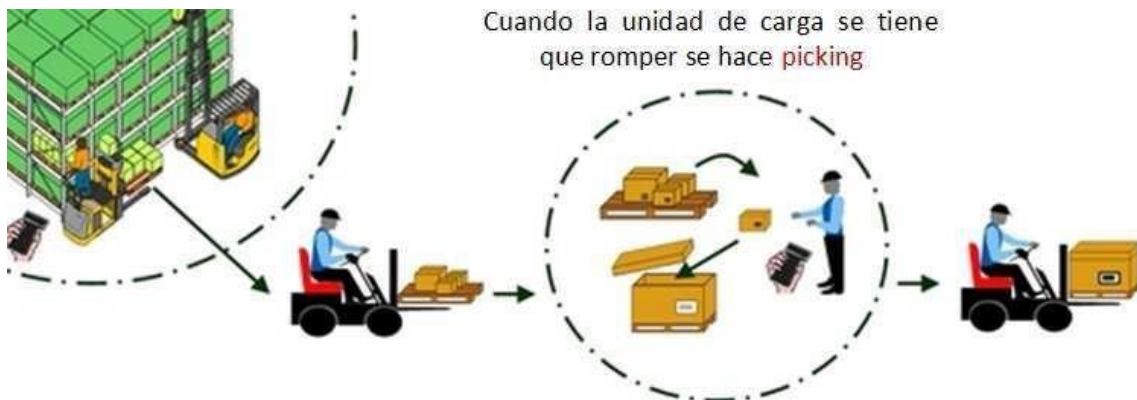 Cuando la unidad de carga se tiene
que romper se hace picking